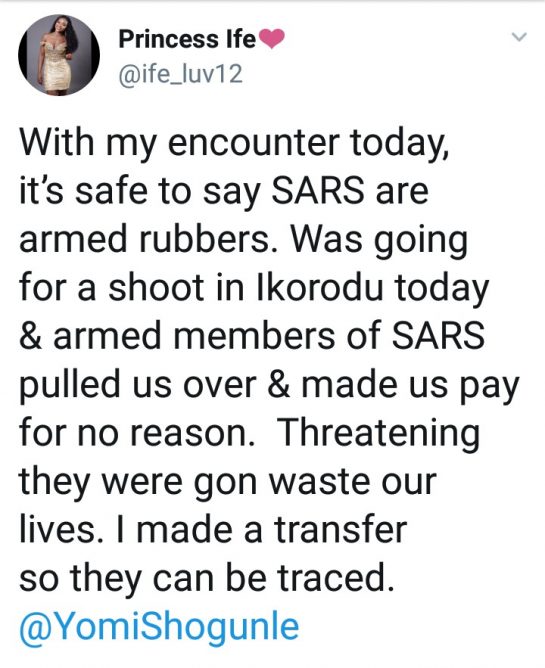 Princess Ife❤
@ife_luv12
With my encounter today,
it's safe to say SARS are
armed rubbers. Was going
for a shoot in Ikorodu today
& armed members of SARS
pulled us over & made us pay
for no reason.  Threatening
they were gon waste our
lives. I made a transfer
so they can be traced.
@YomiShogunle